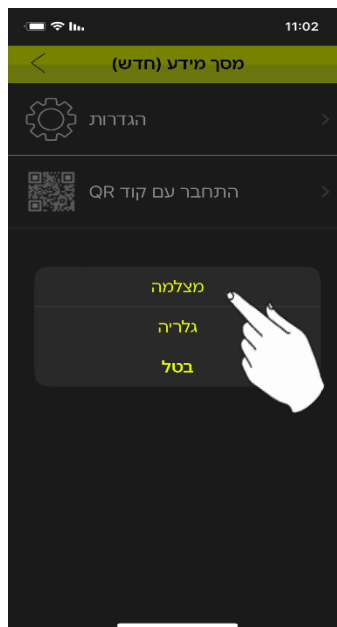 11:02
מסך מידע (חדש)
הגדרות
התחבר עם קוד QR
מצלמה
גלריה
בטל